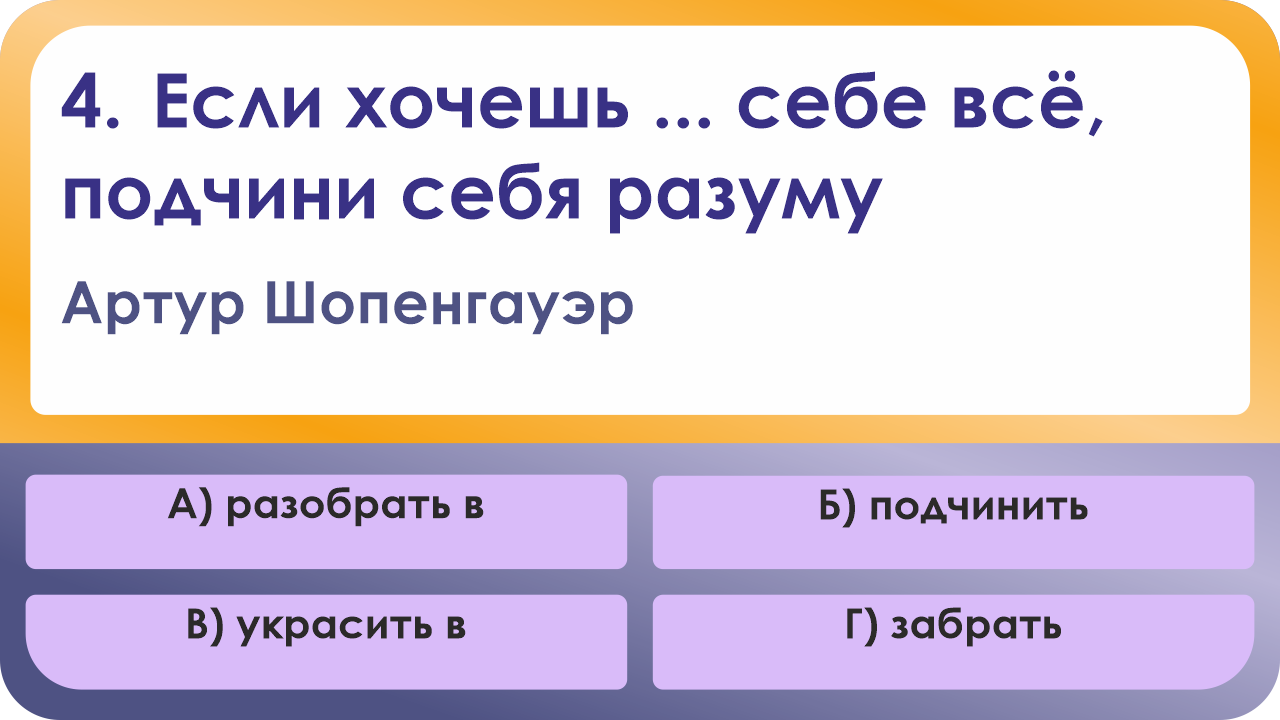 4. Если хочешь ... себе всё,
подчини себя разуму
Артур Шопенгауэр
А) разобрать в
Б) подчинить
В) украсить в
Г) забрать